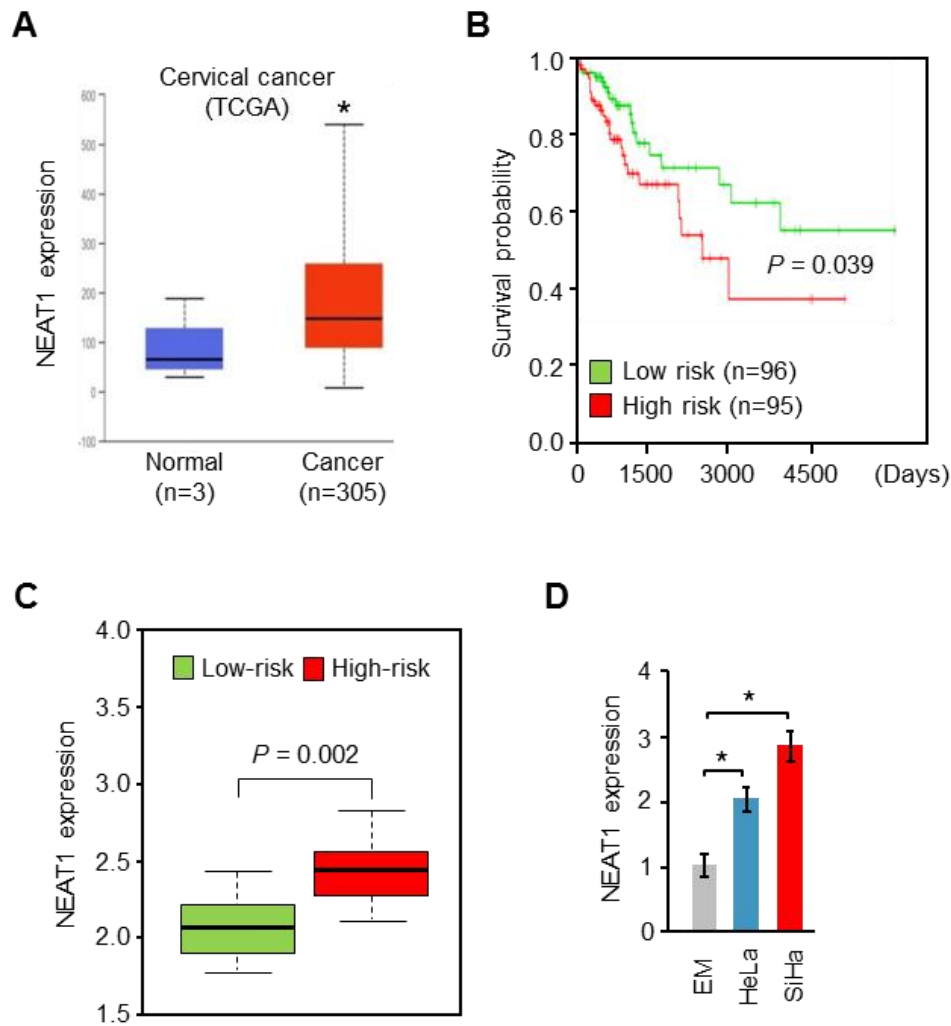 A
Cervical cancer
(TCGA)
*
NEAT1 expression
600
500
400
300
200
100
0
-100
Normal
(n=3)
Cancer
(n=305)
B
Survival probability
1.0
0.8
0.6
0.4
0.2
0.0
P = 0.039
Low risk (n=96)
High risk (n=95)
0 1500 3000 4500 (Days)
C
NEAT1 expression
4.0
3.5
3.0
2.5
2.0
1.5
Low-risk High-risk
P = 0.002
D
NEAT1 expression
4
3
2
1
0
*
*
EM
HeLa
SiHa